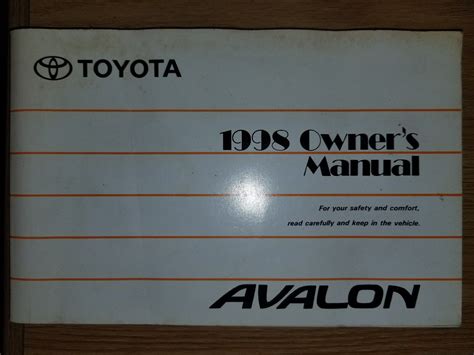 TOYOTA
1998 Owner's
Manual
For your safety and comfort,
read carefully and keep in the vehicle.
AVALON